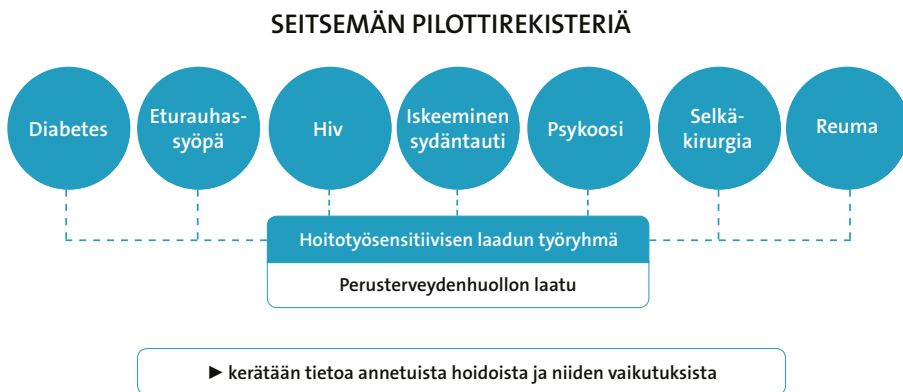 SEITSEMÄN PILOTTIREKISTERIÄ
Diabetes
Eturauhas-
syöpä
Hiv
Iskeeminen
sydäntauti
Psykoosi
Selkä-
kirurgia
Reuma
Hoitotyösensitiivisen laadun työryhmä
Perusterveydenhuollon laatu
► kerätään tietoa annetuista hoidoista ja niiden vaikutuksista